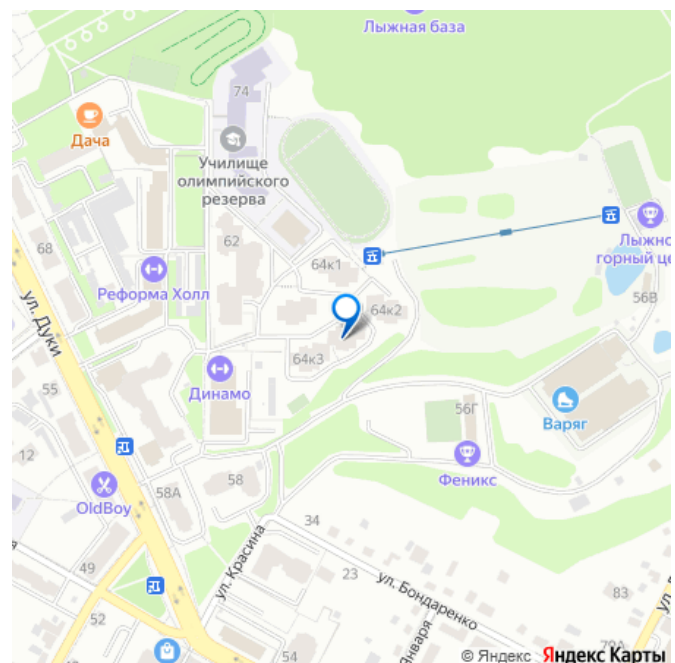 Лыжная база
74
Дача
Училище
олимпийского
резерва
68
62
64к1
Лыжно
горный це
Реформа Холл
64к2
56В
ул. Дуки
64к3
Динамо
55
56Г
Варяг
12
Феникс
58А
58
OldBoy
34
ул. Красина
49
23
ул. Бондаренко
83
52
Января
79А
54
© Яндекс Яндекс Карты